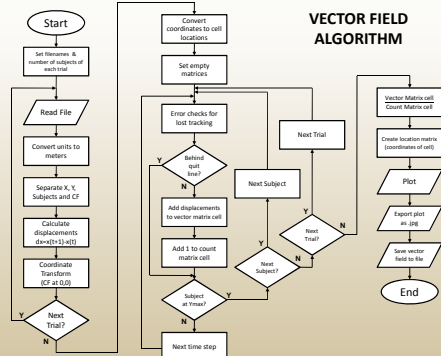 VECTOR FIELD
ALGORITHM
Start
Set filenames &
number of subjects of
each trial
Read File
Convert units to
meters
Separate X, Y,
Subjects and CF
Calculate
displacements
dx=x(t+1)-x(t)
Coordinate
Transform
(CF at 0,0)
Next
Trial?
Y
N
Convert
coordinates to cell
locations
Set empty
matrices
Error checks for
lost tracking
Behind
quit
line?
Y
N
Add displacements
to vector matrix cell
Add 1 to count
matrix cell
Subject
at Ymax?
Y
N
Next time step
Next Subject
Next
Subject?
Y
N
Next Trial
Next
Trial?
Y
N
Vector Matrix cell
Count Matrix cell
Create location matrix
(coordinates of cell)
Plot
Export plot
as .jpg
Save vector
field to file
End